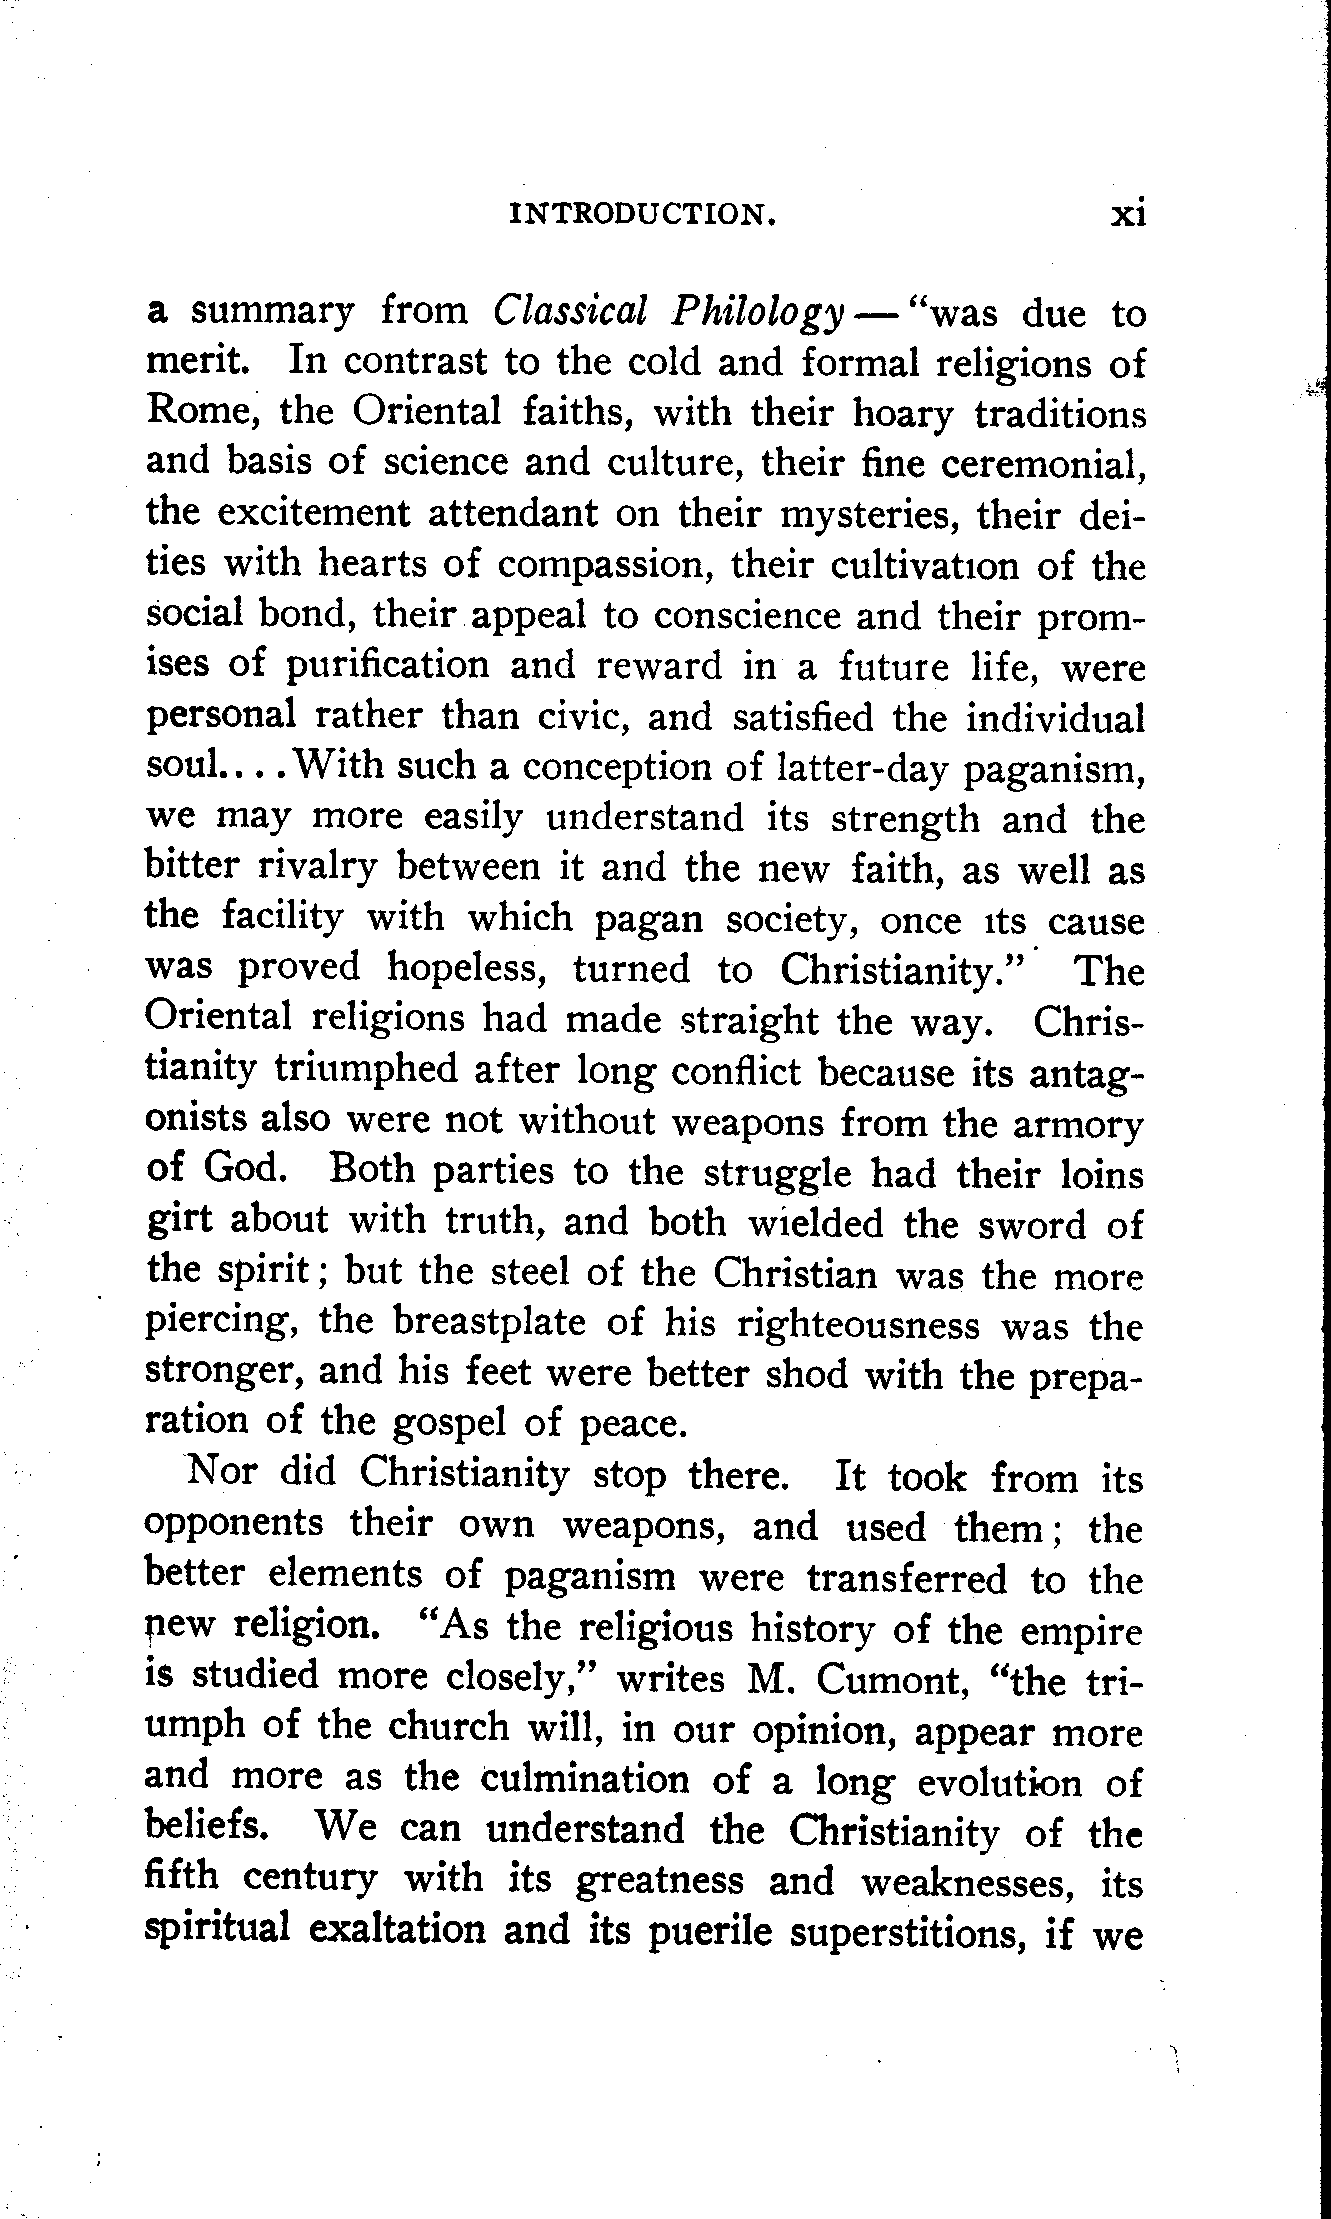 INTRODUCTION. xi
a summary from Classical Philology — “was due to
merit. In contrast to the cold and formal religions of
Rome, the Oriental faiths, with their hoary traditions
and basis of science and culture, their fine ceremonial,
the excitement attendant on their mysteries, their dei-
ties with hearts of compassion, their cultivation of the
social bond, their appeal to conscience and their prom-
ises of purification and reward in a future life, were
personal rather than civic, and satisfied the individual
soul.... With such a conception of latter-day paganism,
we may more easily understand its strength and the
bitter rivalry between it and the new faith, as well as
the facility with which pagan society, once its cause
was proved hopeless, turned to Christianity.” The
Oriental religions had made straight the way. Chris-
tianity triumphed after long conflict because its antag-
onists also were not without weapons from the armory
of God. Both parties to the struggle had their loins
girt about with truth, and both wielded the sword of
the spirit; but the steel of the Christian was the more
piercing, the breastplate of his righteousness was the
stronger, and his feet were better shod with the prepa-
ration of the gospel of peace.
Nor did Christianity stop there. It took from its
opponents their own weapons, and used them; the
better elements of paganism were transferred to the
new religion. “As the religious history of the empire
is studied more closely,” writes M. Cumont, “the tri-
umph of the church will, in our opinion, appear more
and more as the culmination of a long evolution of
beliefs. We can understand the Christianity of the
fifth century with its greatness and weaknesses, its
spiritual exaltation and its puerile superstitions, if we